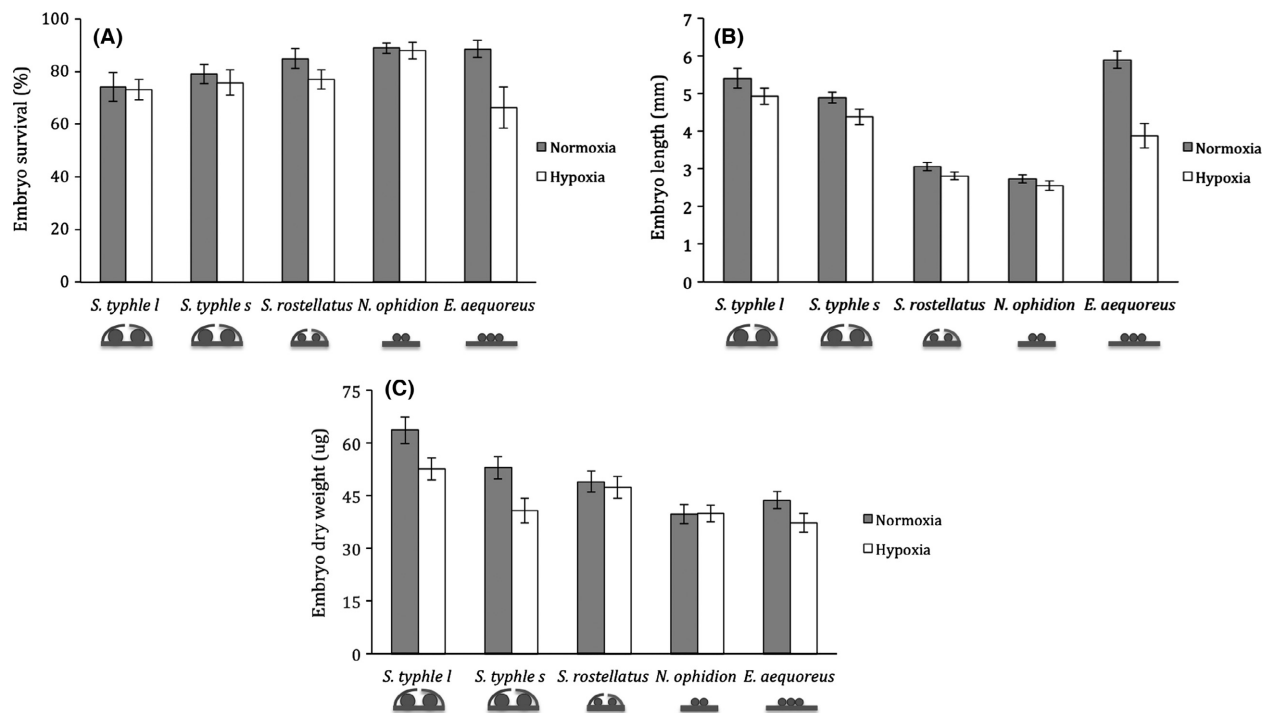 (A)
Embryo survival (%)
100
80
60
40
20
0
Normoxia
Hypoxia
S. typhle l S. typhle s S. rostellatus N. ophidion E. aequoreus
(B)
Embryo length (mm)
7
6
5
4
3
2
1
0
Normoxia
Hypoxia
S. typhle l S. typhle s S. rostellatus N. ophidion E. aequoreus
(C)
Embryo dry weight (ug)
75
60
45
30
15
0
Normoxia
Hypoxia
S. typhle l S. typhle s S. rostellatus N. ophidion E. aequoreus